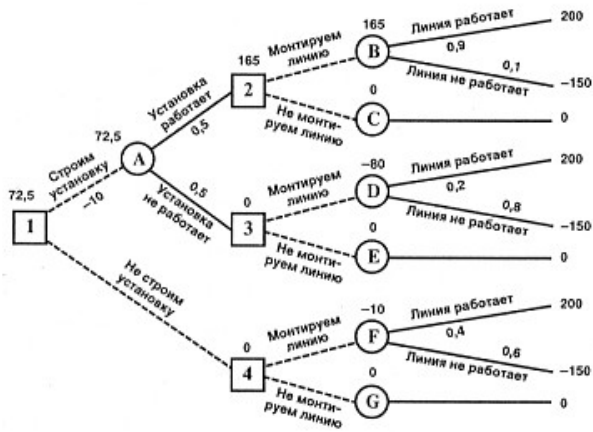 72,5
1
Строим
установку
–10
Не строим
установку
72,5
A
Установка
работает
0,5
0,5
Установка
не работает
165
2
Монтируем
линию
Не монти-
руем линию
165
B
Линия работает
0,9
0,1
Линия не работает
200
–150
0
C
0
0
3
Монтируем
линию
Не монти-
руем линию
–80
D
Линия работает
0,2
0,8
Линия не работает
200
–150
0
E
0
0
4
Монтируем
линию
Не монти-
руем линию
–10
F
Линия работает
0,4
0,6
Линия не работает
200
–150
0
G
0